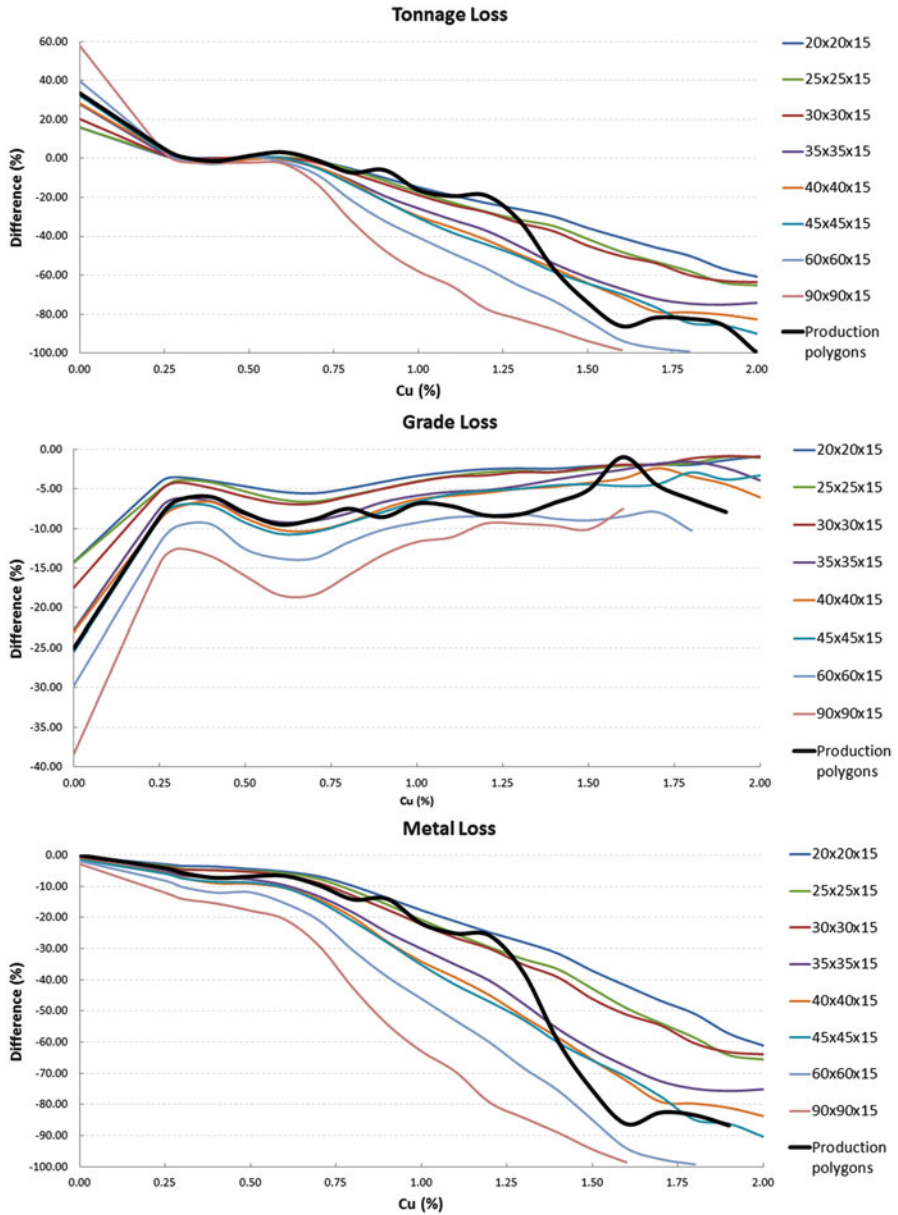 Tonnage Loss
60.00
40.00
20.00
0.00
-20.00
-40.00
-60.00
-80.00
-100.00
Difference (%)
0.00 0.25 0.50 0.75 1.00 1.25 1.50 1.75 2.00
Cu (%)
20x20x15
25x25x15
30x30x15
35x35x15
40x40x15
45x45x15
60x60x15
90x90x15
Production
polygons
Grade Loss
0.00
-5.00
-10.00
-15.00
-20.00
-25.00
-30.00
-35.00
-40.00
Difference (%)
0.00 0.25 0.50 0.75 1.00 1.25 1.50 1.75 2.00
Cu (%)
20x20x15
25x25x15
30x30x15
35x35x15
40x40x15
45x45x15
60x60x15
90x90x15
Production
polygons
Metal Loss
0.00
-10.00
-20.00
-30.00
-40.00
-50.00
-60.00
-70.00
-80.00
-90.00
-100.00
Difference (%)
0.00 0.25 0.50 0.75 1.00 1.25 1.50 1.75 2.00
Cu (%)
20x20x15
25x25x15
30x30x15
35x35x15
40x40x15
45x45x15
60x60x15
90x90x15
Production
polygons